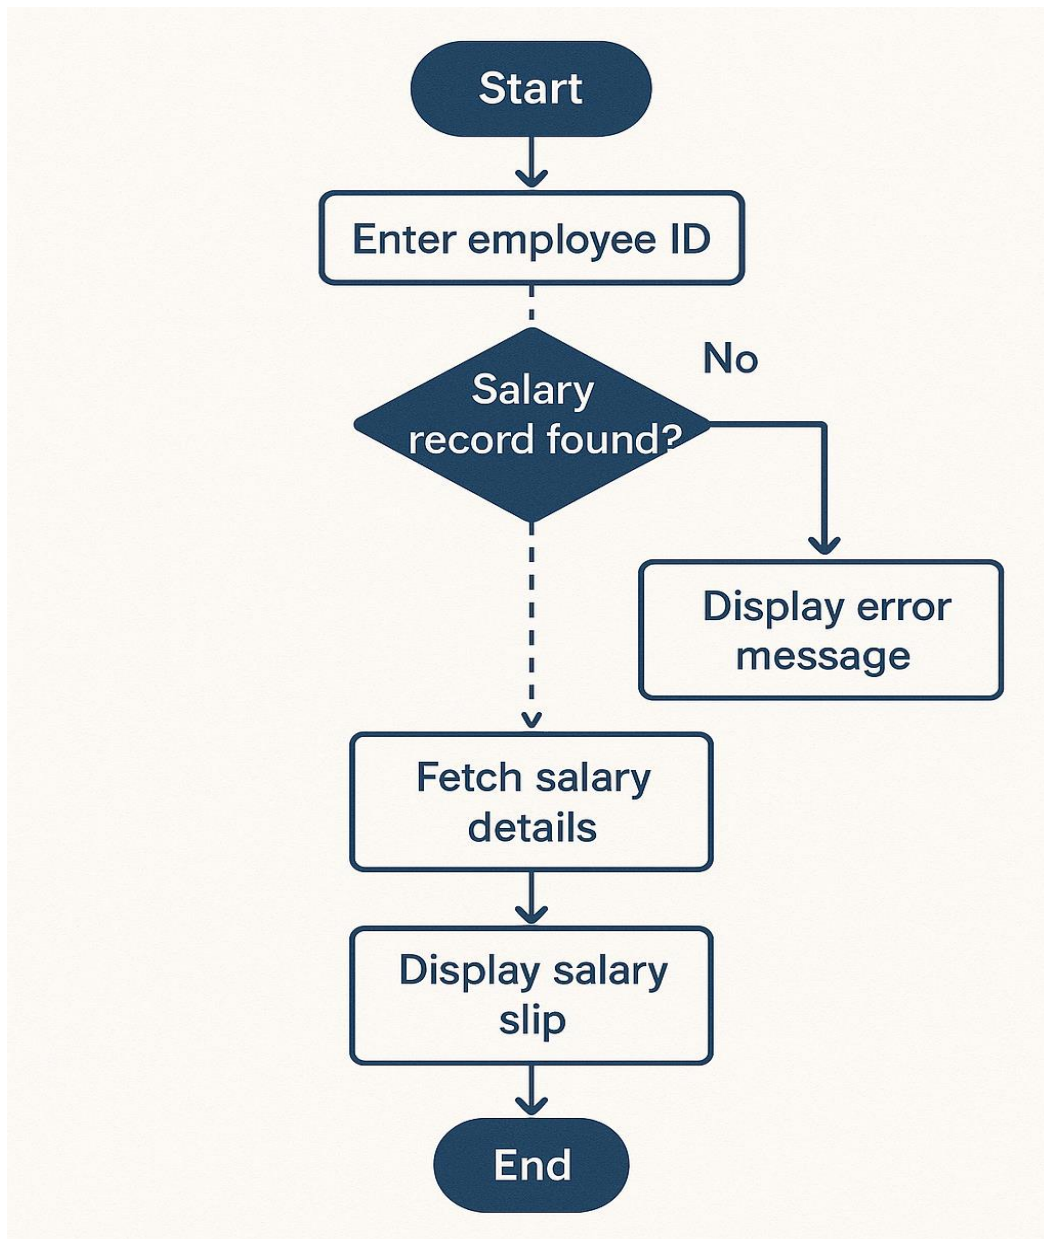 Start
Enter employee ID
Salary
record found?
No
Display error
message
Fetch salary
details
Display salary
slip
End